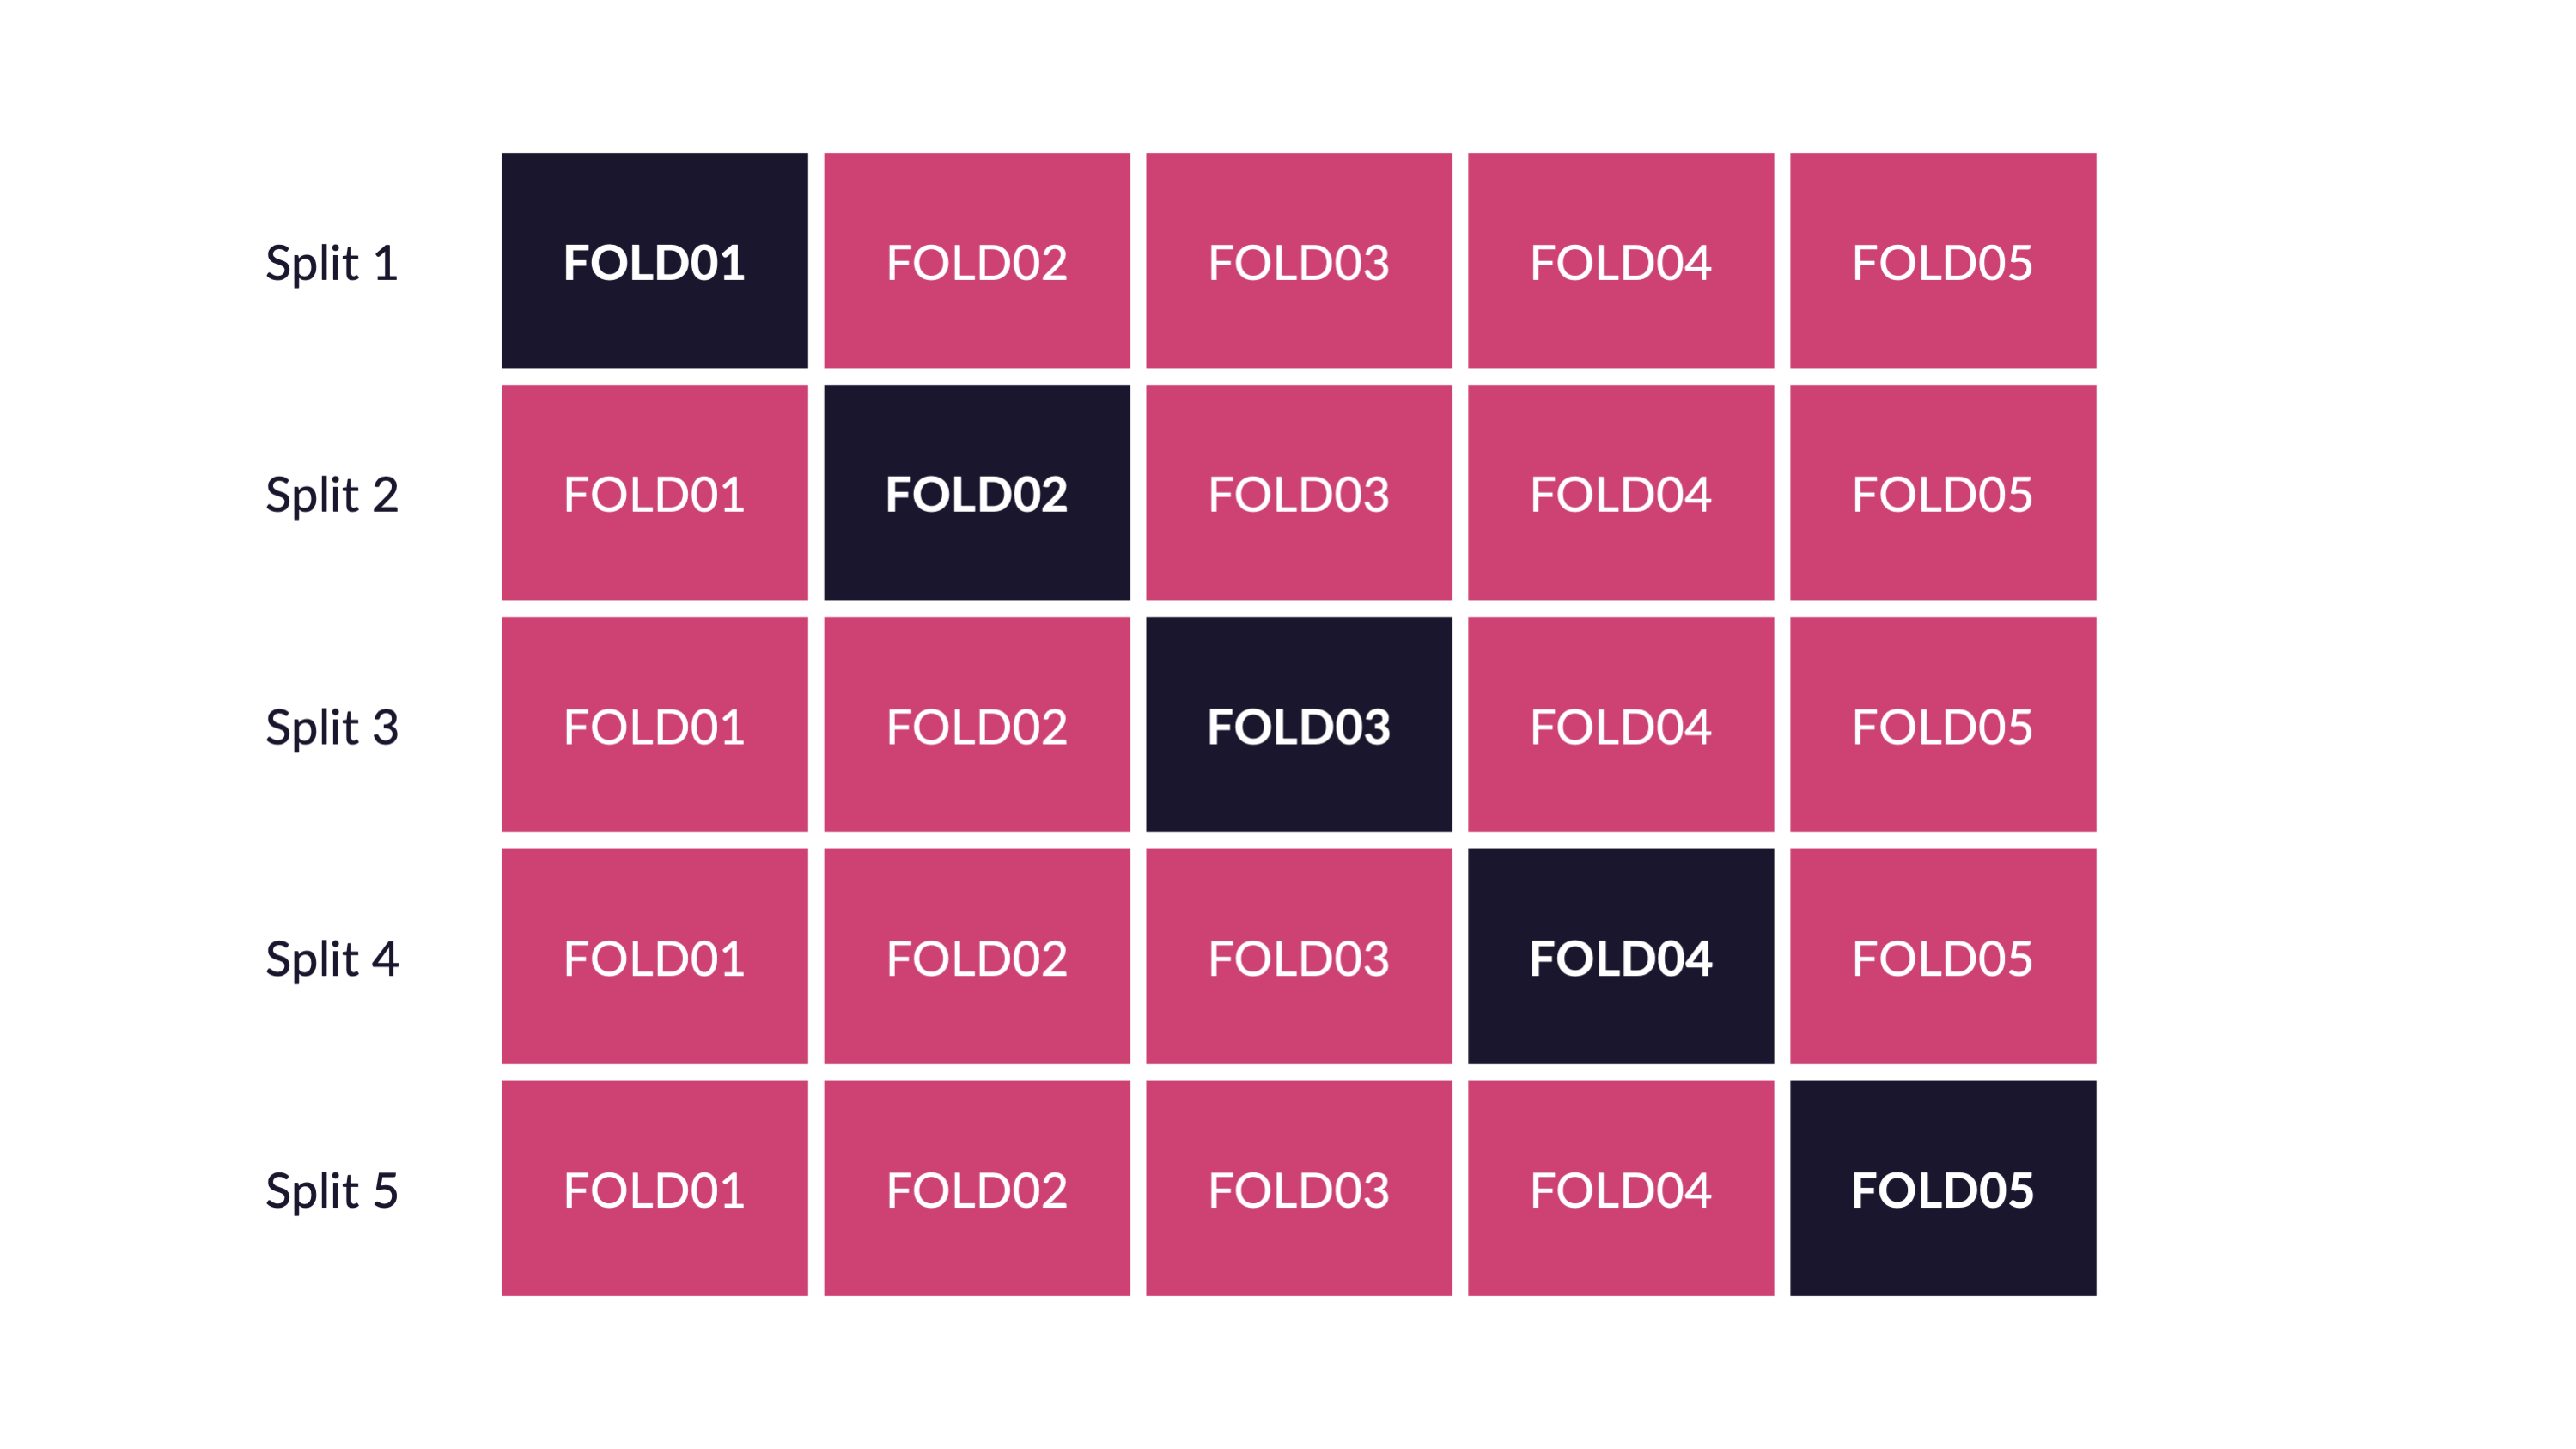 Split 1 FOLD01 FOLD02 FOLD03 FOLD04 FOLD05
Split 2 FOLD01 FOLD02 FOLD03 FOLD04 FOLD05
Split 3 FOLD01 FOLD02 FOLD03 FOLD04 FOLD05
Split 4 FOLD01 FOLD02 FOLD03 FOLD04 FOLD05
Split 5 FOLD01 FOLD02 FOLD03 FOLD04 FOLD05